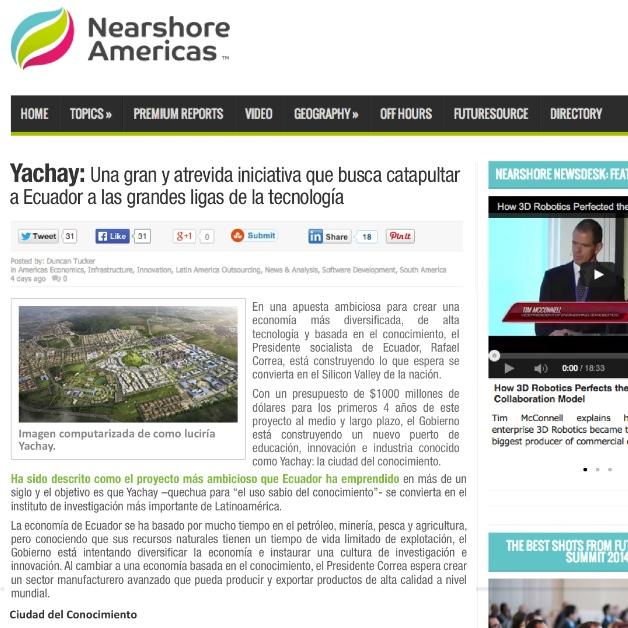 Nearshore
Americas™
HOME TOPICS » PREMIUM REPORTS VIDEO GEOGRAPHY » OFF HOURS FUTURESOURCE DIRECTORY
Yachay: Una gran y atrevida iniciativa que busca catapultar
a Ecuador a las grandes ligas de la tecnología
Tweet 31 Like 31 g+1 0 Submit in Share 18 Pin it
Posted by: Duncan Tucker
in Americas Economics, Infrastructure, Innovation, Latin America Outsourcing, News & Analysis, Software Development, South America
4 days ago 0
Imagen computarizada de como luciría
Yachay.
En una apuesta ambiciosa para crear una
economía más diversificada, de alta
tecnología y basada en el conocimiento, el
Presidente socialista de Ecuador, Rafael
Correa, está construyendo lo que espera se
convierta en el Silicon Valley de la nación.
Con un presupuesto de $1000 millones de
dólares para los primeros 4 años de este
proyecto al medio y largo plazo, el Gobierno
está construyendo un nuevo puerto de
educación, innovación e industria conocido
como Yachay: la ciudad del conocimiento.
Ha sido descrito como el proyecto más ambicioso que Ecuador ha emprendido en más de un
siglo y el objetivo es que Yachay –quechua para “el uso sabio del conocimiento”- se convierta en el
instituto de investigación más importante de Latinoamérica.
La economía de Ecuador se ha basado por mucho tiempo en el petróleo, minería, pesca y agricultura,
pero conociendo que sus recursos naturales tienen un tiempo de vida limitado de explotación, el
Gobierno está intentando diversificar la economía e instaurar una cultura de investigación e
innovación. Al cambiar a una economía basada en el conocimiento, el Presidente Correa espera crear
un sector manufacturero avanzado que pueda producir y exportar productos de alta calidad a nivel
mundial.
Ciudad del Conocimiento
NEARSHORE NEWSDESK: FEAT
How 3D Robotics Perfected the
TIM MCCONNELL
0:00 / 18:33
How 3D Robotics Perfects the
Collaboration Model
Tim McConnell explains h
enterprise 3D Robotics became t
biggest producer of commercial
THE BEST SHOTS FROM FU
SUMMIT 2014